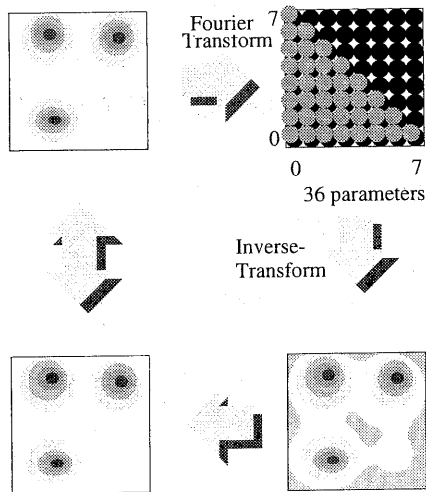 Fourier
Transtorm
7
0
0 7
36 parameters
Inverse-
Transform